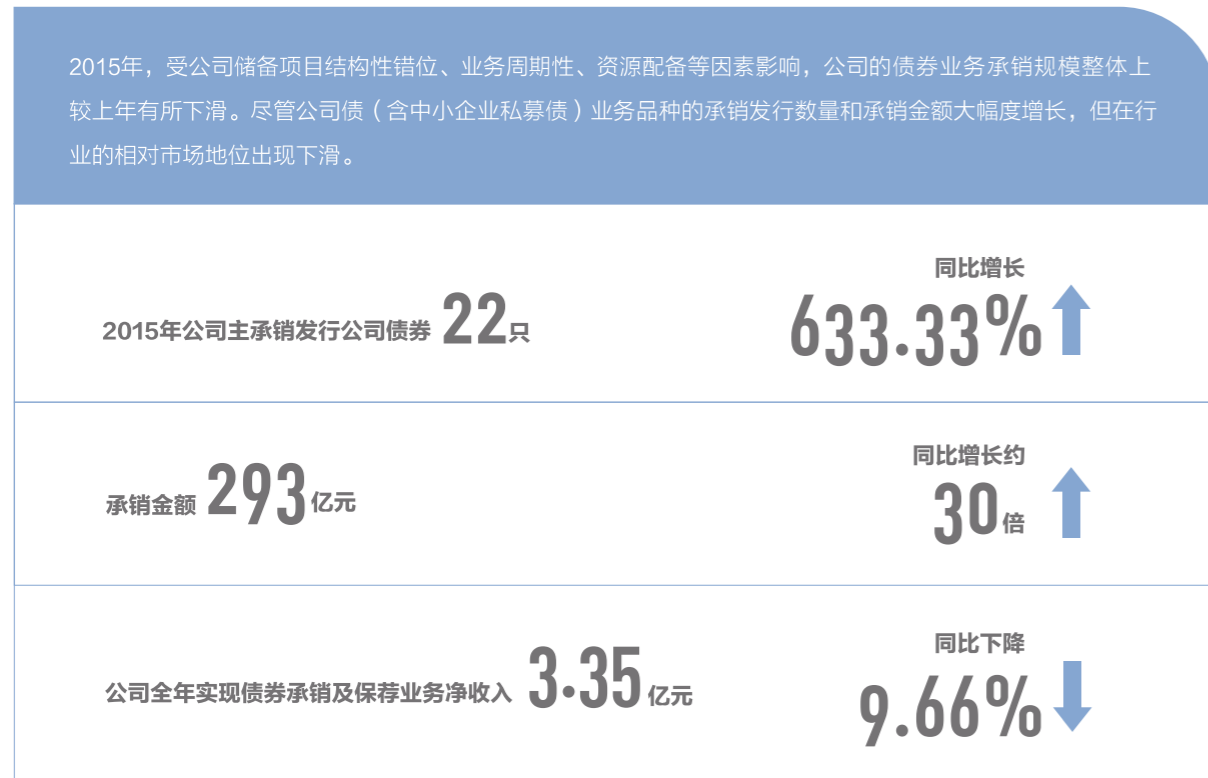 2015年，受公司储备项目结构性错位、业务周期性、资源配备等因素影响，公司的债券业务承销规模整体上
较上年有所下滑。尽管公司债（含中小企业私募债）业务品种的承销发行数量和承销金额大幅度增长，但在行
业的相对市场地位出现下滑。
2015年公司主承销发行公司债券 22只
同比增长
633.33%
承销金额 293亿元
同比增长约
30倍
公司全年实现债券承销及保荐业务净收入 3.35亿元
同比下降
9.66%